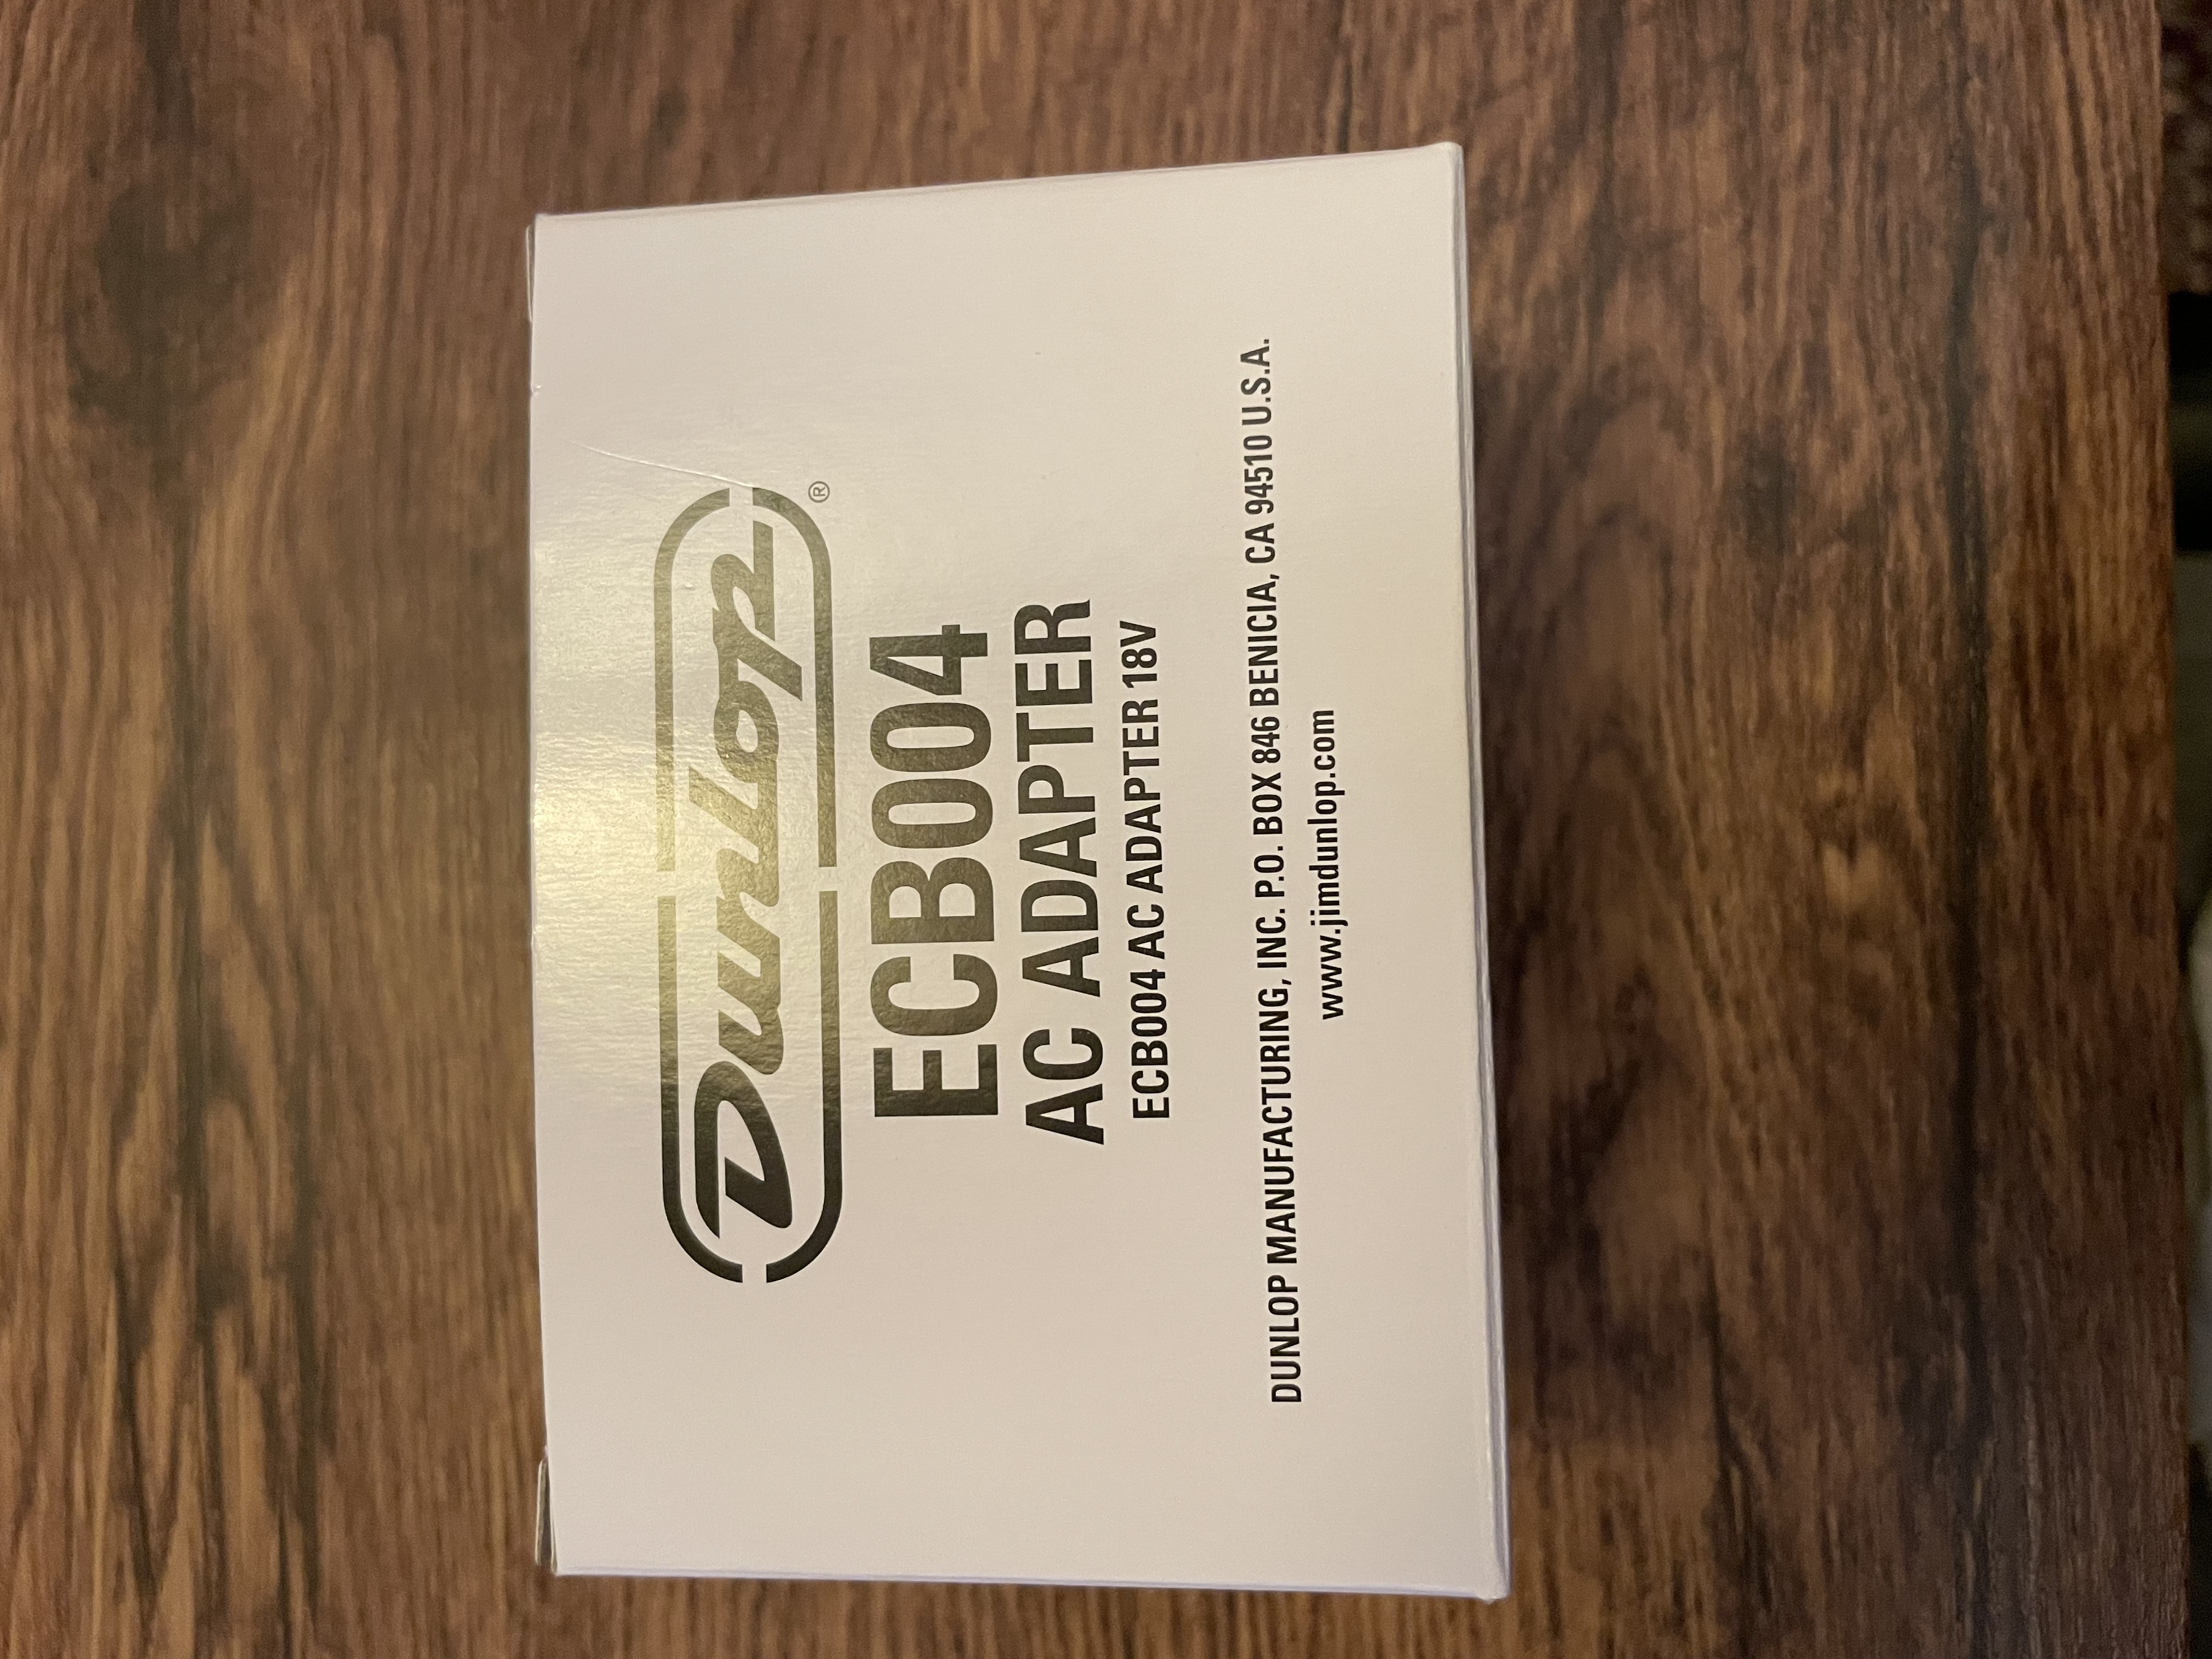 Dunlop®
ECB004
AC ADAPTER
ECB004 AC ADAPTER 18V
DUNLOP MANUFACTURING, INC. P.O. BOX 846 BENICIA, CA 94510 U.S.A.
www.jimdunlop.com